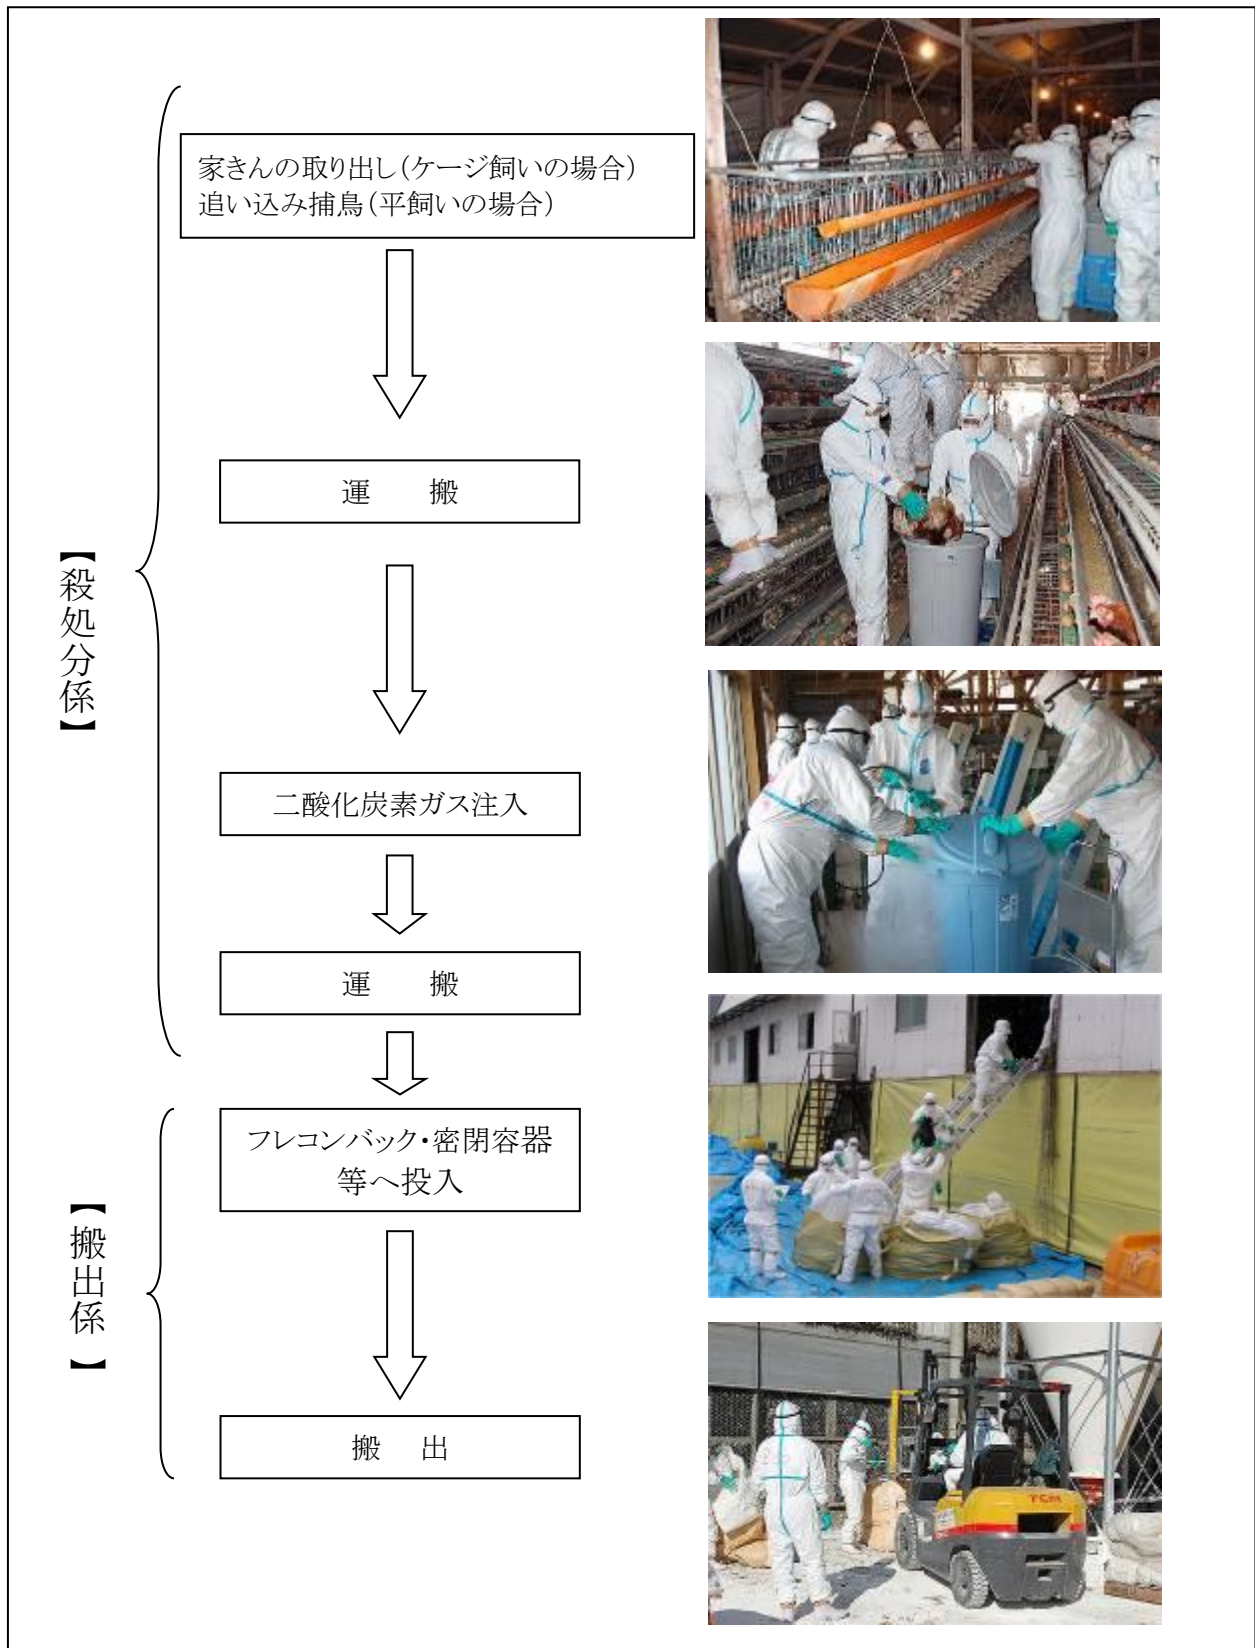 家きんの取り出し(ケージ飼いの場合)
追い込み捕鳥(平飼いの場合)
運　搬
【殺処分係】
二酸化炭素ガス注入
運　搬
フレコンバック・密閉容器
等へ投入
【搬出係】
搬　出
TCM